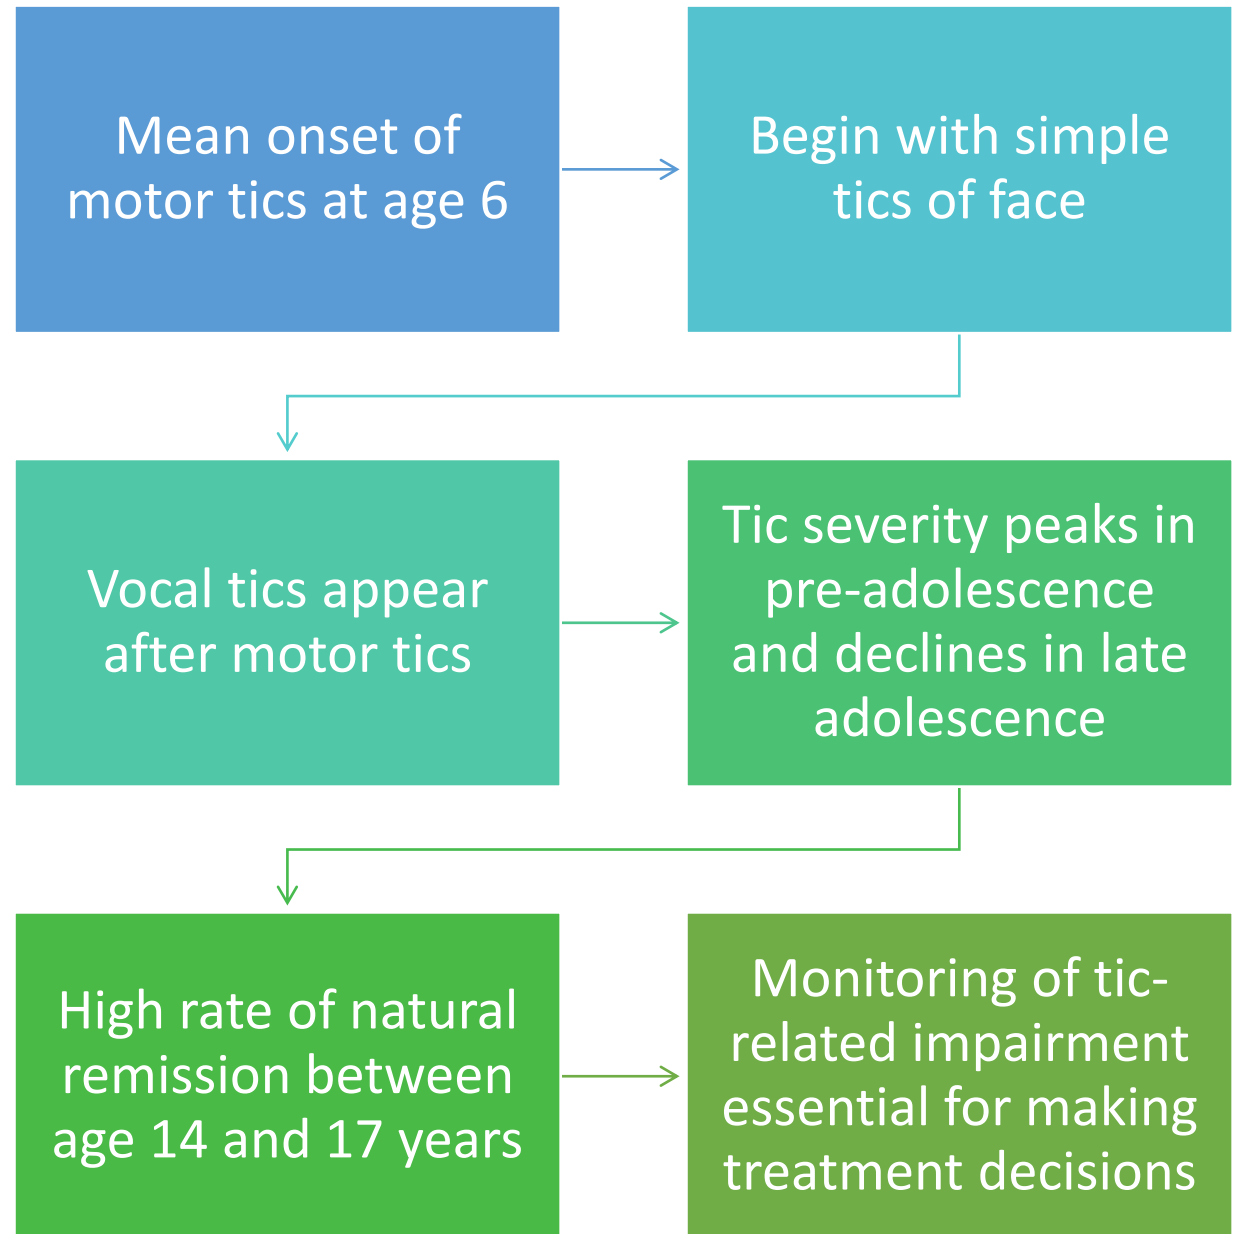 Mean onset of
motor tics at age 6
Begin with simple
tics of face
Vocal tics appear
after motor tics
Tic severity peaks in
pre-adolescence
and declines in late
adolescence
High rate of natural
remission between
age 14 and 17 years
Monitoring of tic-
related impairment
essential for making
treatment decisions